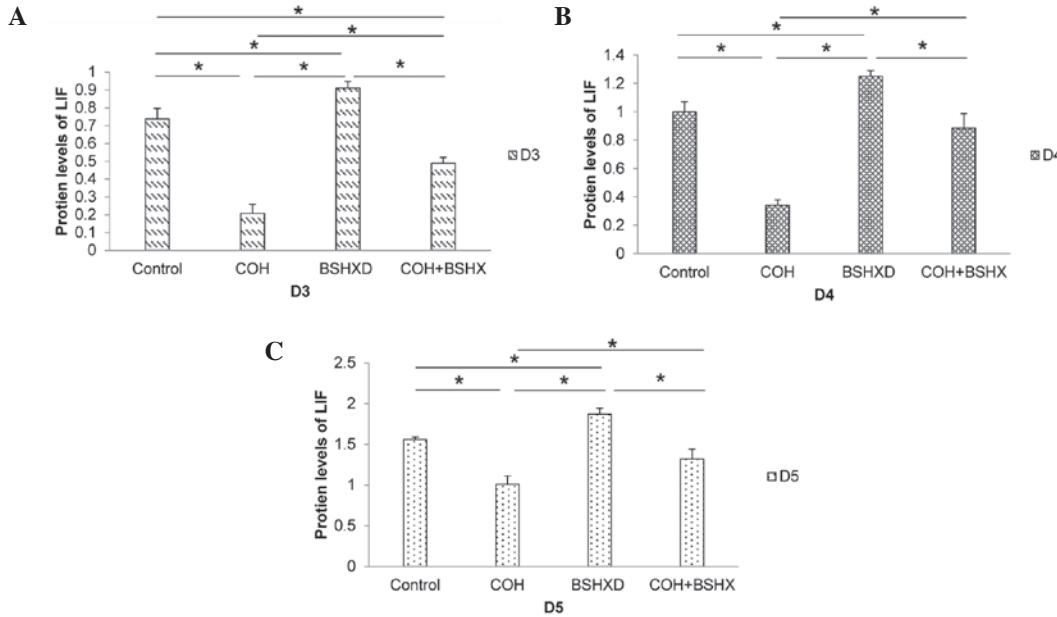 A
*
*
*
*
*
*
Protien levels of LIF
1
0.9
0.8
0.7
0.6
0.5
0.4
0.3
0.2
0.1
0
Control COH BSHXD COH+BSHX
D3
D3
B
*
*
*
*
*
Protien levels of LIF
1.4
1.2
1
0.8
0.6
0.4
0.2
0
Control COH BSHXD COH+BSHX
D4
D4
C
*
*
*
*
*
Protien levels of LIF
2.5
2
1.5
1
0.5
0
Control COH BSHXD COH+BSHX
D5
D5